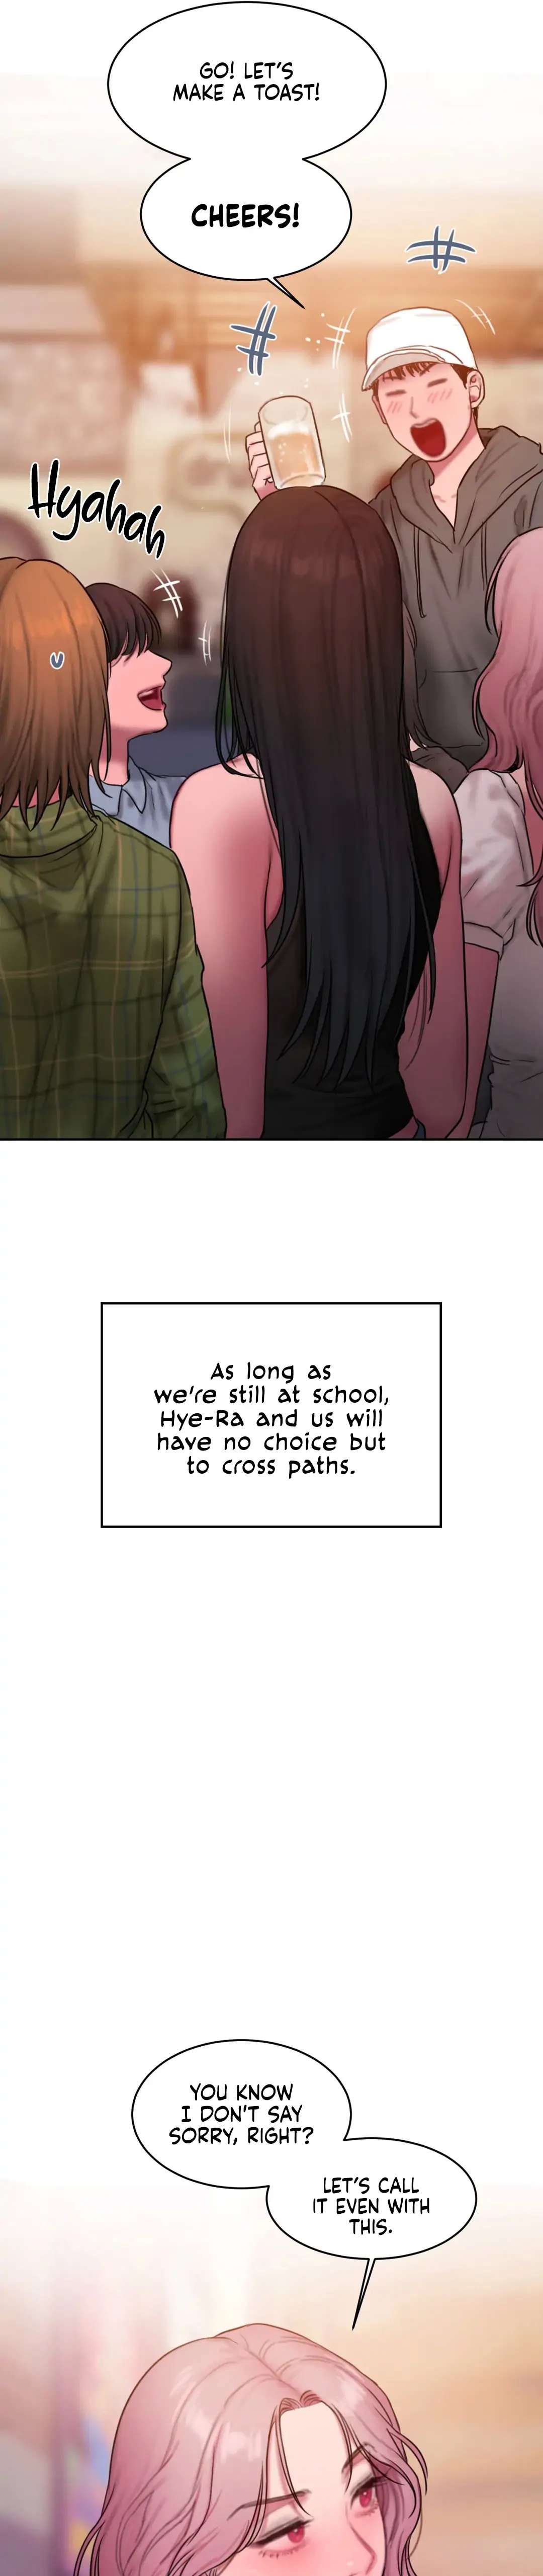 GO! LET'S
MAKE A TOAST!
CHEERS!
Hyahah
As long as
we're still at school,
Hye-Ra and us will
have no choice but
to cross paths.
YOU KNOW
I DON'T SAY
SORRY, RIGHT?
LET'S CALL
IT EVEN WITH
THIS.